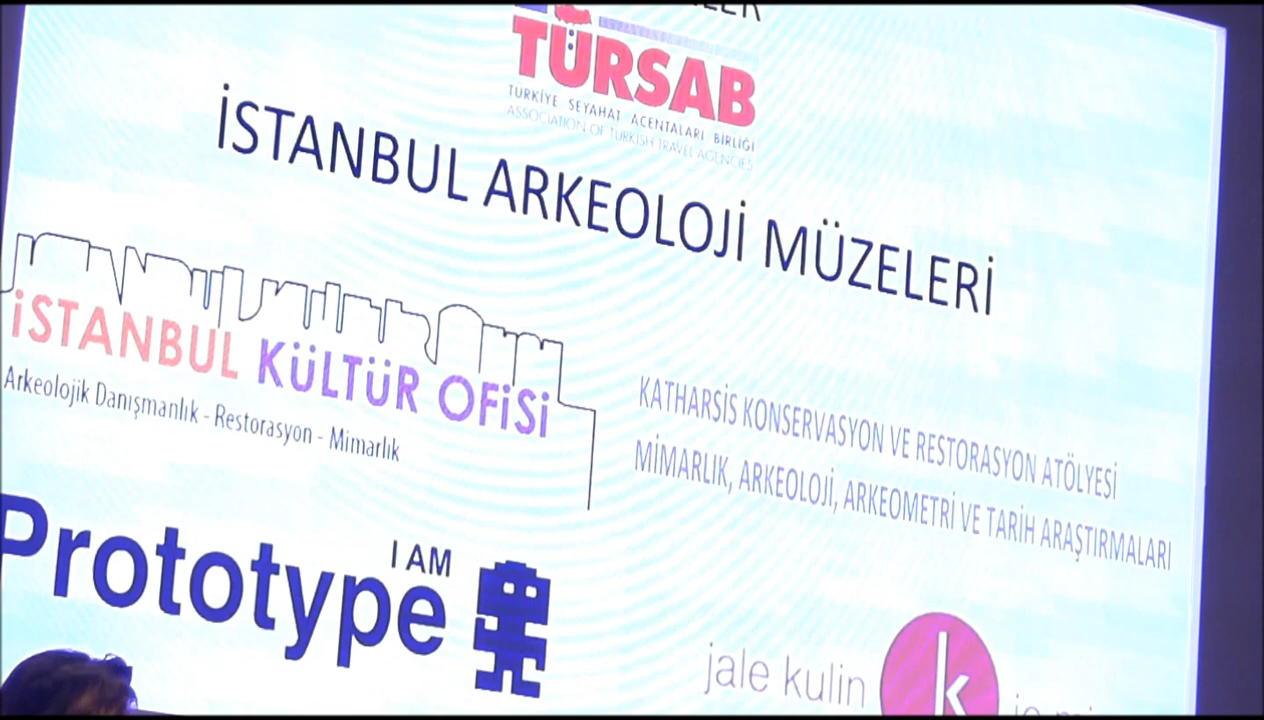 TÜRSAB
TÜRKİYE SEYAHAT ACENTALARI BİRLİĞİ
ASSOCIATION OF TURKISH TRAVEL AGENCIES
İSTANBUL ARKEOLOJİ MÜZELERİ
İSTANBUL KÜLTÜR OFİSİ
Arkeolojik Danışmanlık - Restorasyon - Mimarlık
KATHARSİS KONSERVASYON VE RESTORASYON ATÖLYESİ
MİMARLIK, ARKEOLOJİ, ARKEOMETRİ VE TARİH ARAŞTIRMALARI
I AM
Prototype
jale kulin
k